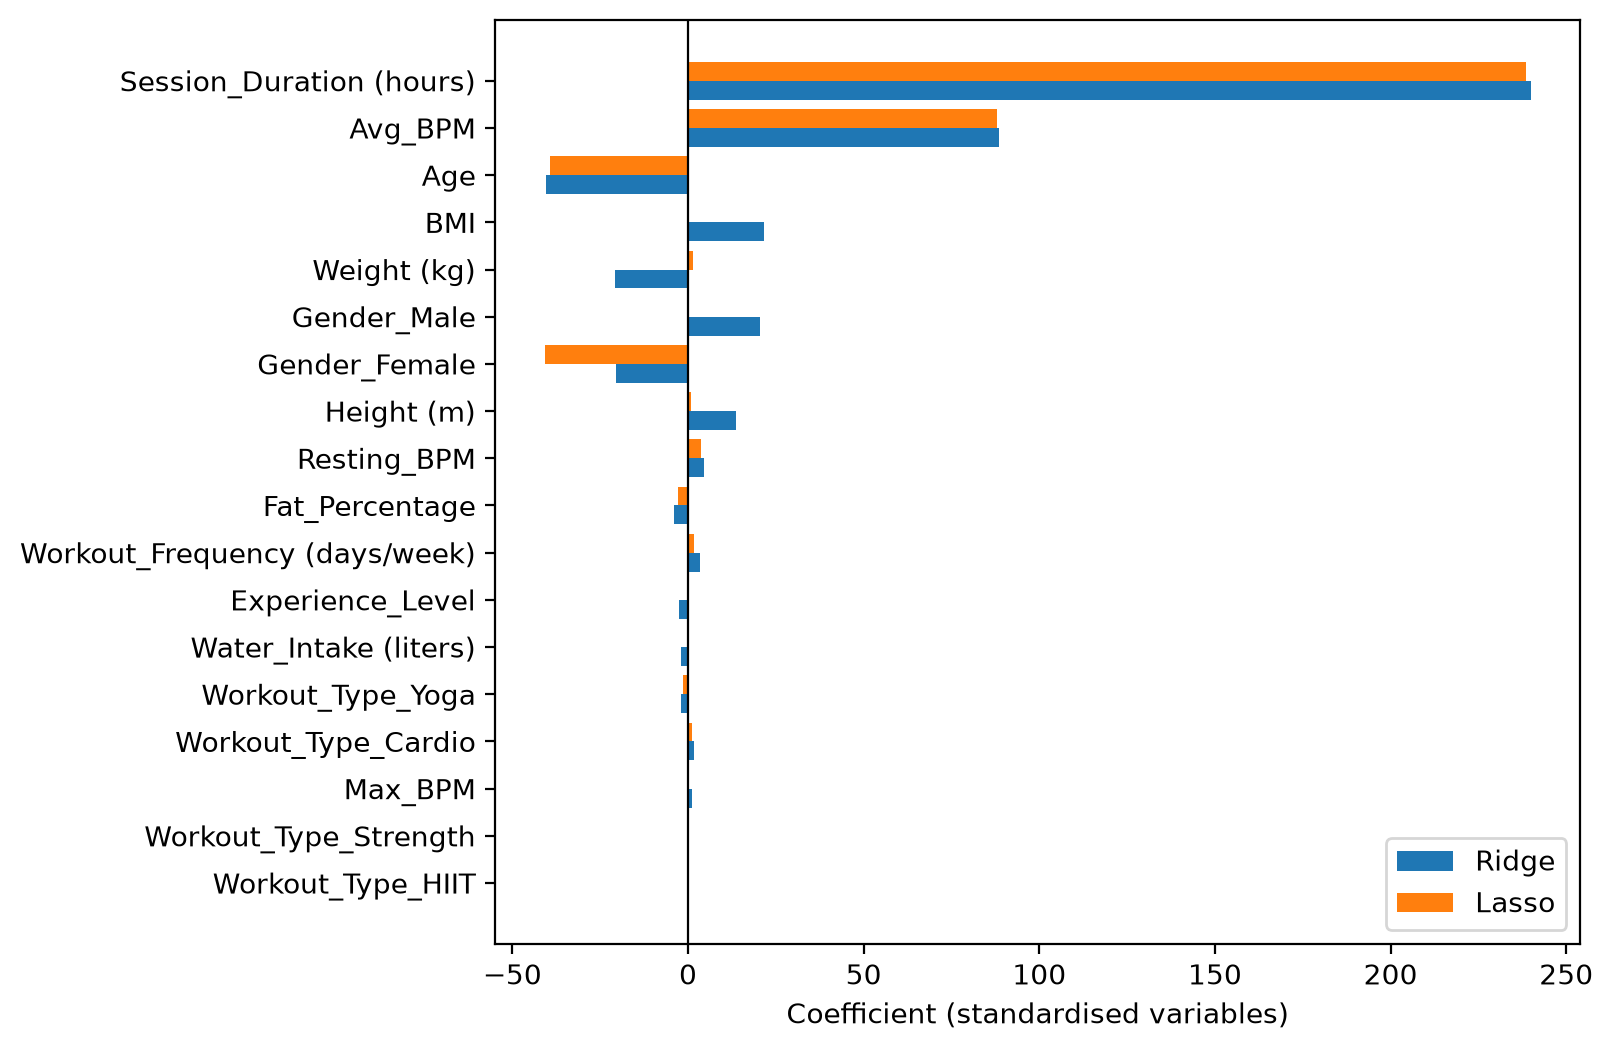 Session_Duration (hours)
Avg_BPM
Age
BMI
Weight (kg)
Gender_Male
Gender_Female
Height (m)
Resting_BPM
Fat_Percentage
Workout_Frequency (days/week)
Experience_Level
Water_Intake (liters)
Workout_Type_Yoga
Workout_Type_Cardio
Max_BPM
Workout_Type_Strength
Workout_Type_HIIT
Ridge
Lasso
−50 0 50 100 150 200 250
Coefficient (standardised variables)